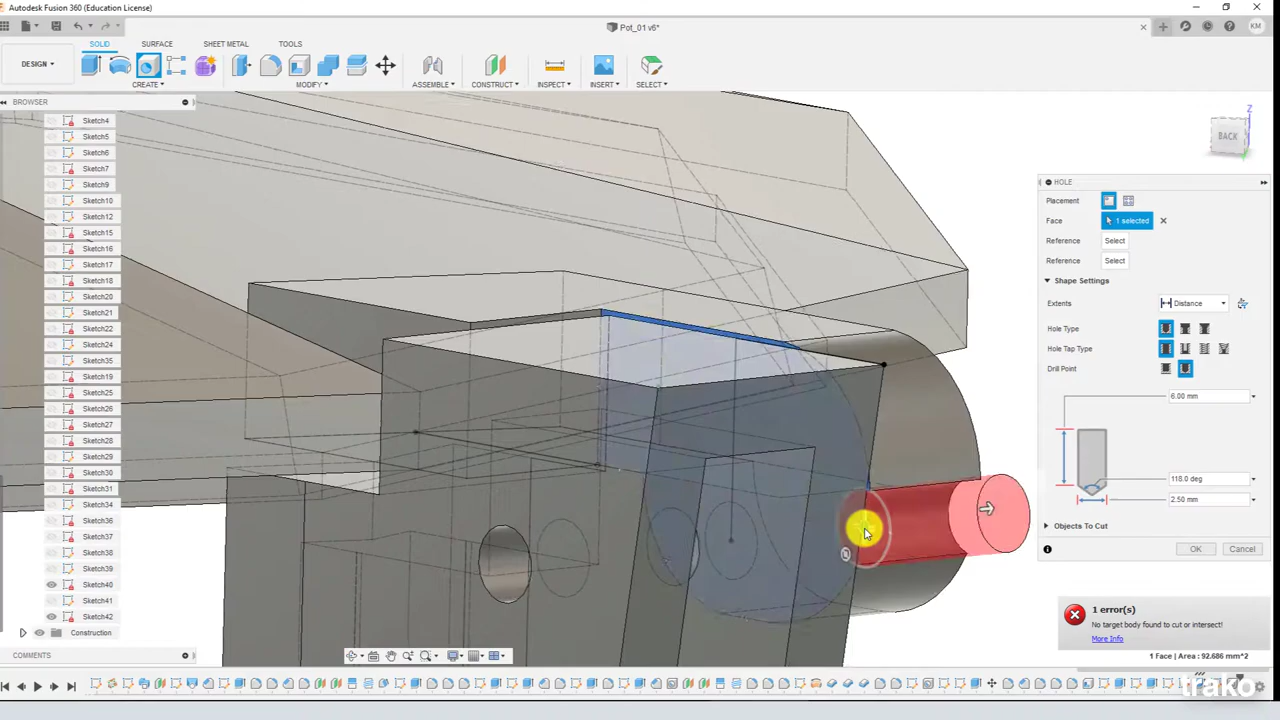 Autodesk Fusion 360 (Education License)
Pot_01 v6*
KM
SOLID SURFACE SHEET METAL TOOLS
DESIGN
CREATE MODIFY ASSEMBLE CONSTRUCT INSPECT INSERT SELECT
BROWSER
Sketch4
Sketch5
Sketch6
Sketch7
Sketch9
Sketch10
Sketch12
Sketch15
Sketch16
Sketch17
Sketch18
Sketch20
Sketch21
Sketch22
Sketch24
Sketch35
Sketch19
Sketch25
Sketch26
Sketch27
Sketch28
Sketch29
Sketch30
Sketch31
Sketch34
Sketch36
Sketch37
Sketch38
Sketch39
Sketch40
Sketch41
Sketch42
Construction
COMMENTS
Z
BACK
HOLE
Placement
Face 1 selected
Reference Select
Reference Select
Shape Settings
Extents Distance
Hole Type
Hole Tap Type
Drill Point
6.00 mm
118.0 deg
2.50 mm
Objects To Cut
OK Cancel
1 error(s)
No target body found to cut or intersect!
More Info
1 Face | Area : 92.686 mm^2
trako